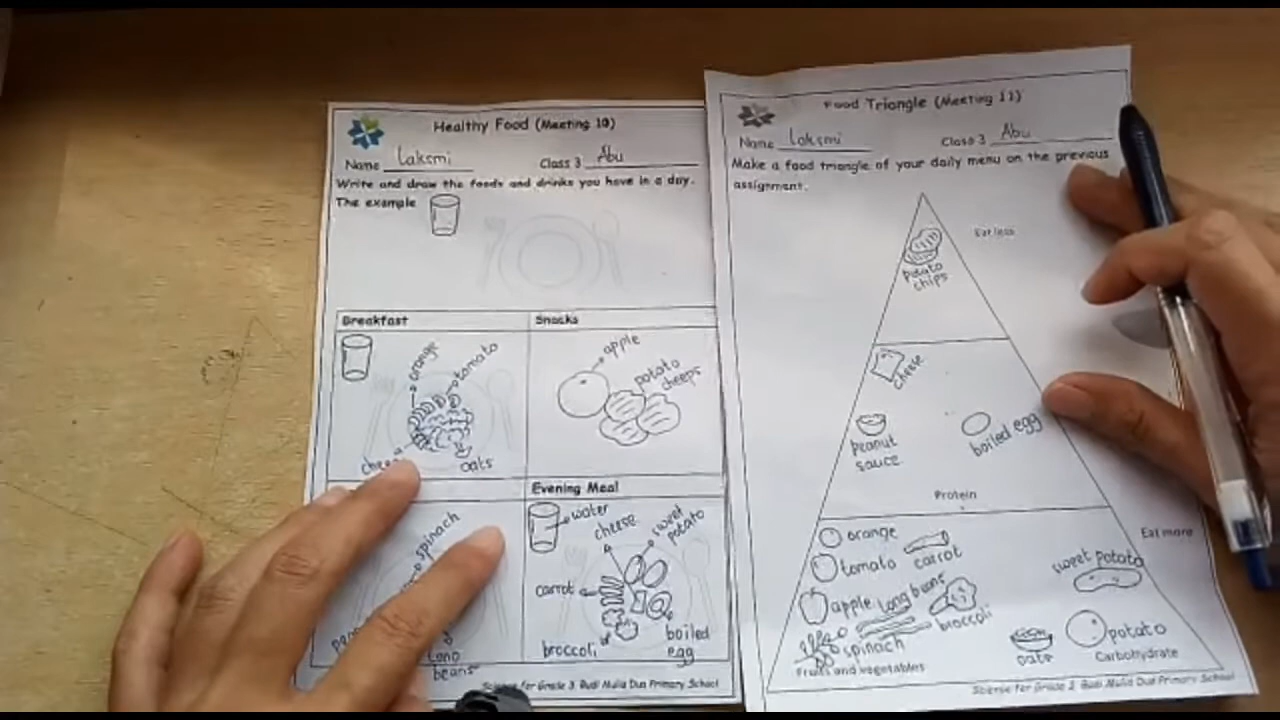 Healthy Food (Meeting 10)
Name Laksmi Class 3 Abu
Write and draw the foods and drinks you have in a day.
The example
Breakfast
Snacks
orange
tomato
oats
apple
potato
cheeps
Evening Meal
spinach
long
beans
water
cheese
sweet
potato
carrot
broccoli
boiled
egg
Science for Grade 3 Budi Mulia Dua Primary School
Food Triangle (Meeting 11)
Name Laksmi Class 3 Abu
Make a food triangle of your daily menu on the previous
assignment.
Eat less
potato
chips
cheese
peanut
sauce
boiled egg
Protein
Eat more
orange
tomato
carrot
sweet potato
apple
long beans
broccoli
spinach
potato
Fruits and vegetables
Carbohydrate
Science for Grade 3 Budi Mulia Dua Primary School